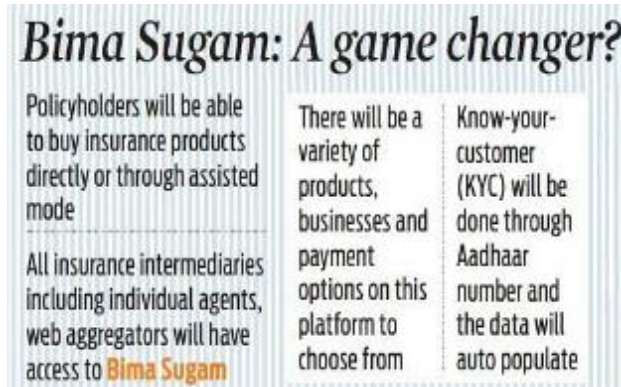 Bima Sugam: A game changer?
Policyholders will be able
to buy insurance products
directly or through assisted
mode
All insurance intermediaries
including individual agents,
web aggregators will have
access to Bima Sugam
There will be a
variety of
products,
businesses and
payment
options on this
platform to
choose from
Know-your-
customer
(KYC) will be
done through
Aadhaar
number and
the data will
auto populate